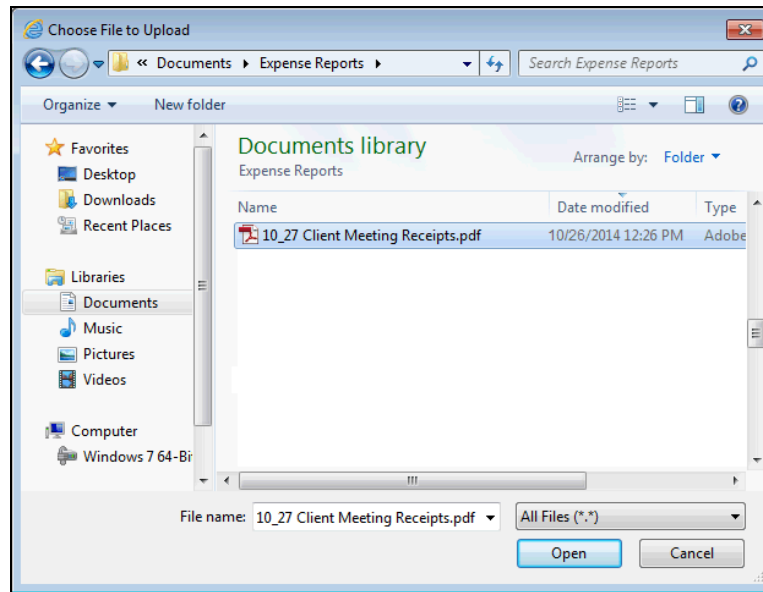 Choose File to Upload
« Documents ▸ Expense Reports ▸
Search Expense Reports
Organize
New folder
Favorites
Desktop
Downloads
Recent Places
Libraries
Documents
Music
Pictures
Videos
Computer
Windows 7 64-Bi
Documents library
Expense Reports
Arrange by: Folder
Name Date modified Type
10_27 Client Meeting Receipts.pdf 10/26/2014 12:26 PM Adobe
File name: 10_27 Client Meeting Receipts.pdf
All Files (*.*)
Open Cancel